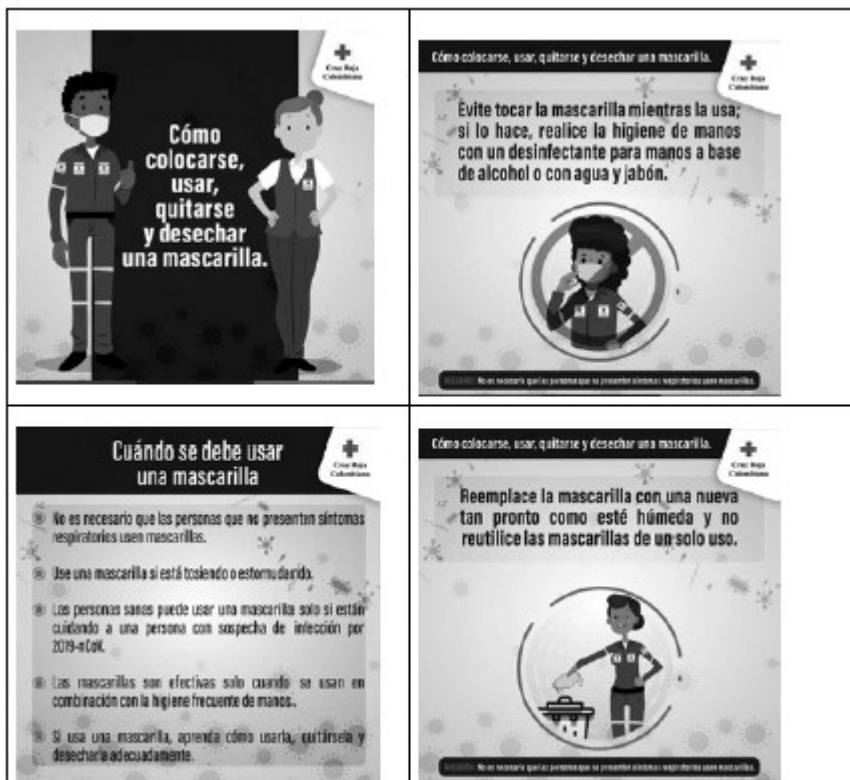 Cruz Roja
Colombiana
Cómo
colocarse,
usar,
quitarse
y desechar
una mascarilla.
Cómo colocarse, usar, quitarse y desechar una mascarilla.
Cruz Roja
Colombiana
Evite tocar la mascarilla mientras la usa;
si lo hace, realice la higiene de manos
con un desinfectante para manos a base
de alcohol o con agua y jabón.
No es necesario que las personas que no presenten síntomas respiratorios usen mascarillas.
Cuándo se debe usar
una mascarilla
Cruz Roja
Colombiana
No es necesario que las personas que no presenten síntomas
respiratorios usen mascarillas.
Use una mascarilla si está tosiendo o estornudando.
Las personas sanas puede usar una mascarilla solo si están
cuidando a una persona con sospecha de infección por
2019-nCoV.
Las mascarillas son efectivas solo cuando se usan en
combinación con la higiene frecuente de manos..
Si usa una mascarilla, aprenda cómo usarla, quitársela y
desecharla adecuadamente.
Cómo colocarse, usar, quitarse y desechar una mascarilla.
Cruz Roja
Colombiana
Reemplace la mascarilla con una nueva
tan pronto como esté húmeda y no
reutilice las mascarillas de un solo uso.
No es necesario que las personas que no presenten síntomas respiratorios usen mascarillas.